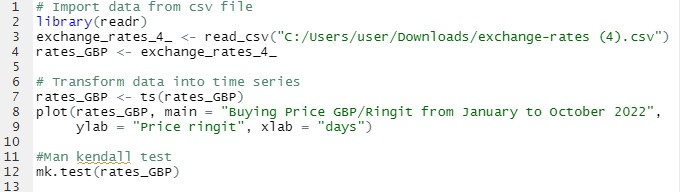 1 # Import data from csv file
2 library(readr)
3 exchange_rates_4_ <- read_csv("C:/Users/user/Downloads/exchange-rates (4).csv")
4 rates_GBP <- exchange_rates_4_
5
6 # Transform data into time series
7 rates_GBP <- ts(rates_GBP)
8 plot(rates_GBP, main = "Buying Price GBP/Ringit from January to October 2022",
9 ylab = "Price ringit", xlab = "days")
10
11 #Man kendall test
12 mk.test(rates_GBP)
13